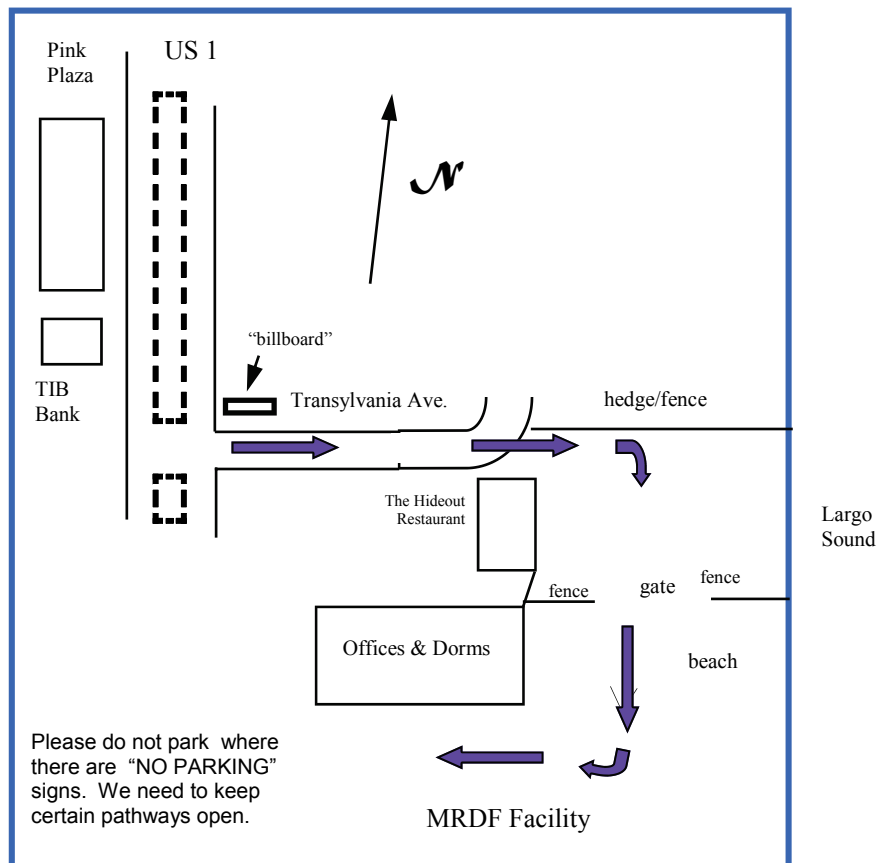 Pink
Plaza
US 1
N
“billboard”
TIB
Bank
Transylvania Ave.
hedge/fence
The Hideout
Restaurant
Largo
Sound
fence
gate
fence
Offices & Dorms
beach
Please do not park where
there are “NO PARKING”
signs. We need to keep
certain pathways open.
MRDF Facility